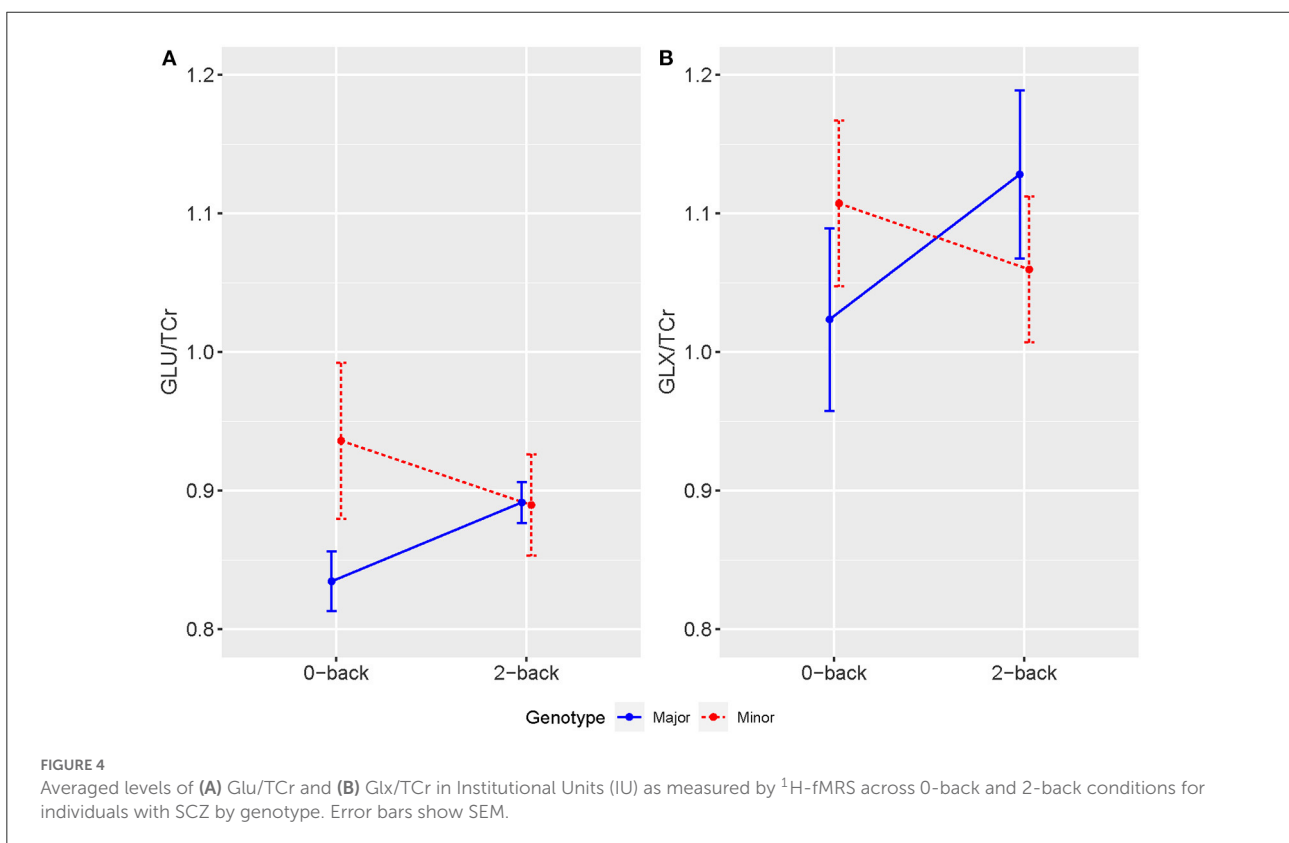 A
B
1.2
1.1
1.0
0.9
0.8
GLU/TCr
0-back
2-back
1.2
1.1
1.0
0.9
0.8
GLX/TCr
0-back
2-back
Genotype Major Minor
FIGURE 4
Averaged levels of (A) Glu/TCr and (B) Glx/TCr in Institutional Units (IU) as measured by ¹H-fMRS across 0-back and 2-back conditions for
individuals with SCZ by genotype. Error bars show SEM.